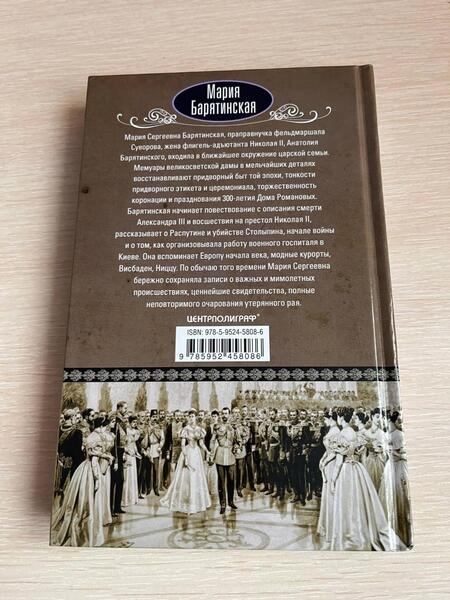 Мария
Барятинская
Мария Сергеевна Барятинская, праправнучка фельдмаршала
Суворова, жена флигель-адъютанта Николая II, Анатолия
Барятинского, входила в ближайшее окружение царской семьи.
Мемуары великосветской дамы в мельчайших деталях
восстанавливают придворный быт той эпохи, тонкости
придворного этикета и церемониала, торжественность
коронации и празднования 300-летия Дома Романовых.
Барятинская начинает повествование с описания смерти
Александра III и восшествия на престол Николая II,
рассказывает о Распутине и убийстве Столыпина, начале войны
и о том, как организовывала работу военного госпиталя в
Киеве. Она вспоминает Европу начала века, модные курорты,
Висбаден, Ниццу. По обычаю того времени Мария Сергеевна
бережно сохраняла записи о важных и мимолетных
происшествиях, ценнейшие свидетельства, полные
неповторимого очарования утерянного рая.
ЦЕНТРПОЛИГРАФ®
ISBN: 978-5-9524-5808-6
9 785952 458086